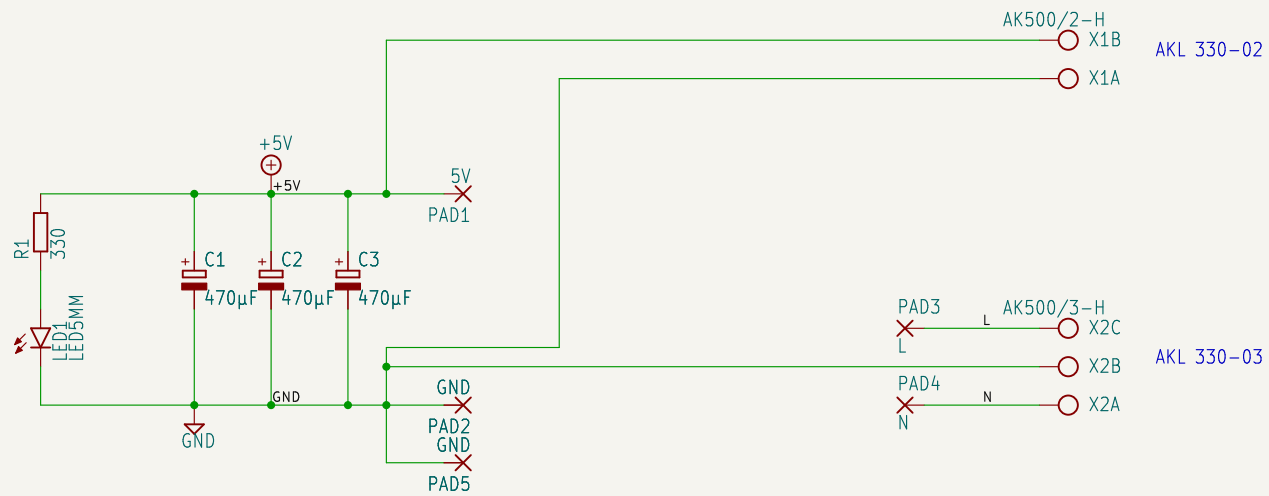 AK500/2-H
X1B
AKL 330-02
X1A
+5V
+5V
5V
PAD1
R1
330
C1
470µF
C2
470µF
C3
470µF
LED1
LED5MM
PAD3
L
L
AK500/3-H
X2C
X2B
AKL 330-03
PAD4
N
N
X2A
GND
GND
PAD2
GND
PAD5
GND